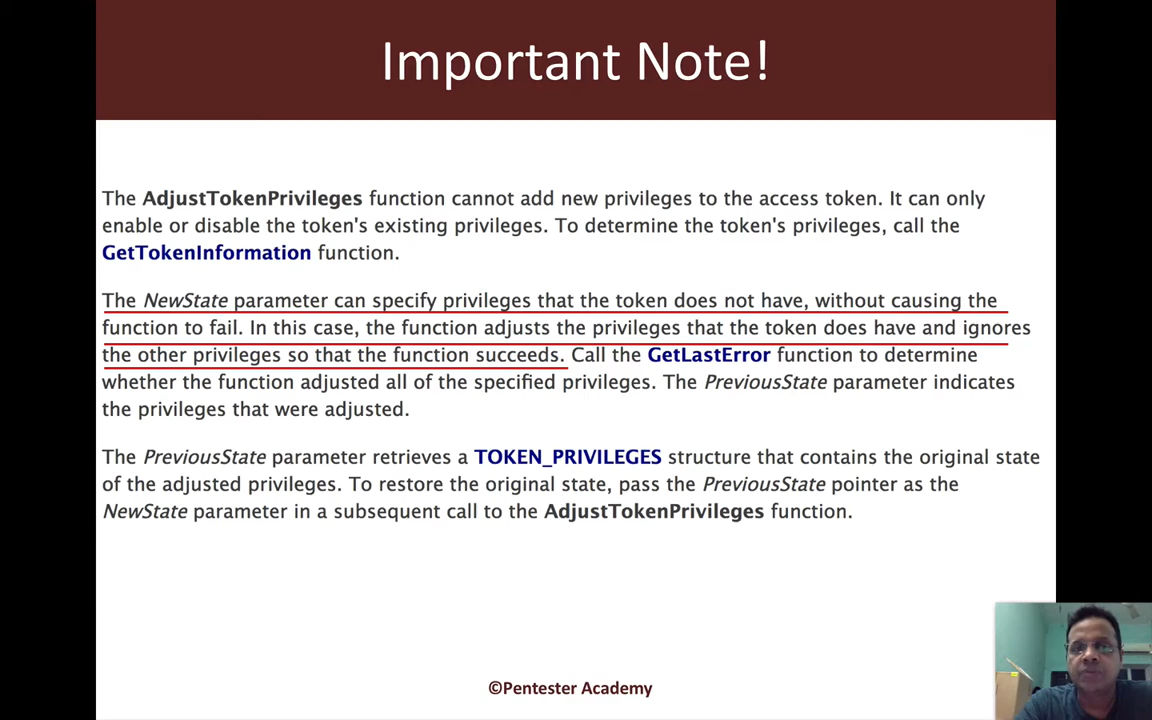 Important Note!
The AdjustTokenPrivileges function cannot add new privileges to the access token. It can only
enable or disable the token's existing privileges. To determine the token's privileges, call the
GetTokenInformation function.
The NewState parameter can specify privileges that the token does not have, without causing the
function to fail. In this case, the function adjusts the privileges that the token does have and ignores
the other privileges so that the function succeeds. Call the GetLastError function to determine
whether the function adjusted all of the specified privileges. The PreviousState parameter indicates
the privileges that were adjusted.
The PreviousState parameter retrieves a TOKEN_PRIVILEGES structure that contains the original state
of the adjusted privileges. To restore the original state, pass the PreviousState pointer as the
NewState parameter in a subsequent call to the AdjustTokenPrivileges function.
©Pentester Academy